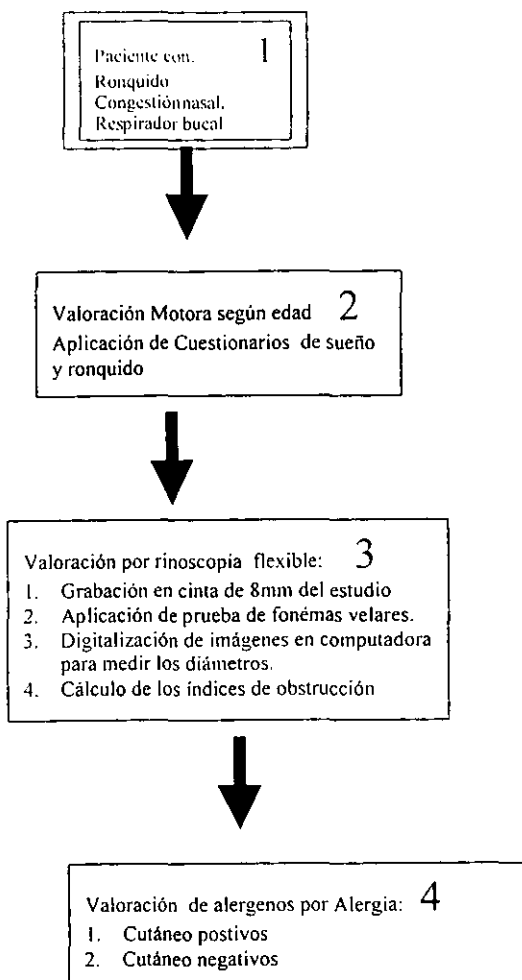 Paciente con. 1
Ronquido
Congestión nasal.
Respirador bucal
Valoración Motora según edad 2
Aplicación de Cuestionarios de sueño
y ronquido
Valoración por rinoscopía flexible: 3
1. Grabación en cinta de 8mm del estudio
2. Aplicación de prueba de fonémas velares.
3. Digitalización de imágenes en computadora
para medir los diámetros.
4. Cálculo de los índices de obstrucción
Valoración de alergenos por Alergia: 4
1. Cutáneo postivos
2. Cutáneo negativos